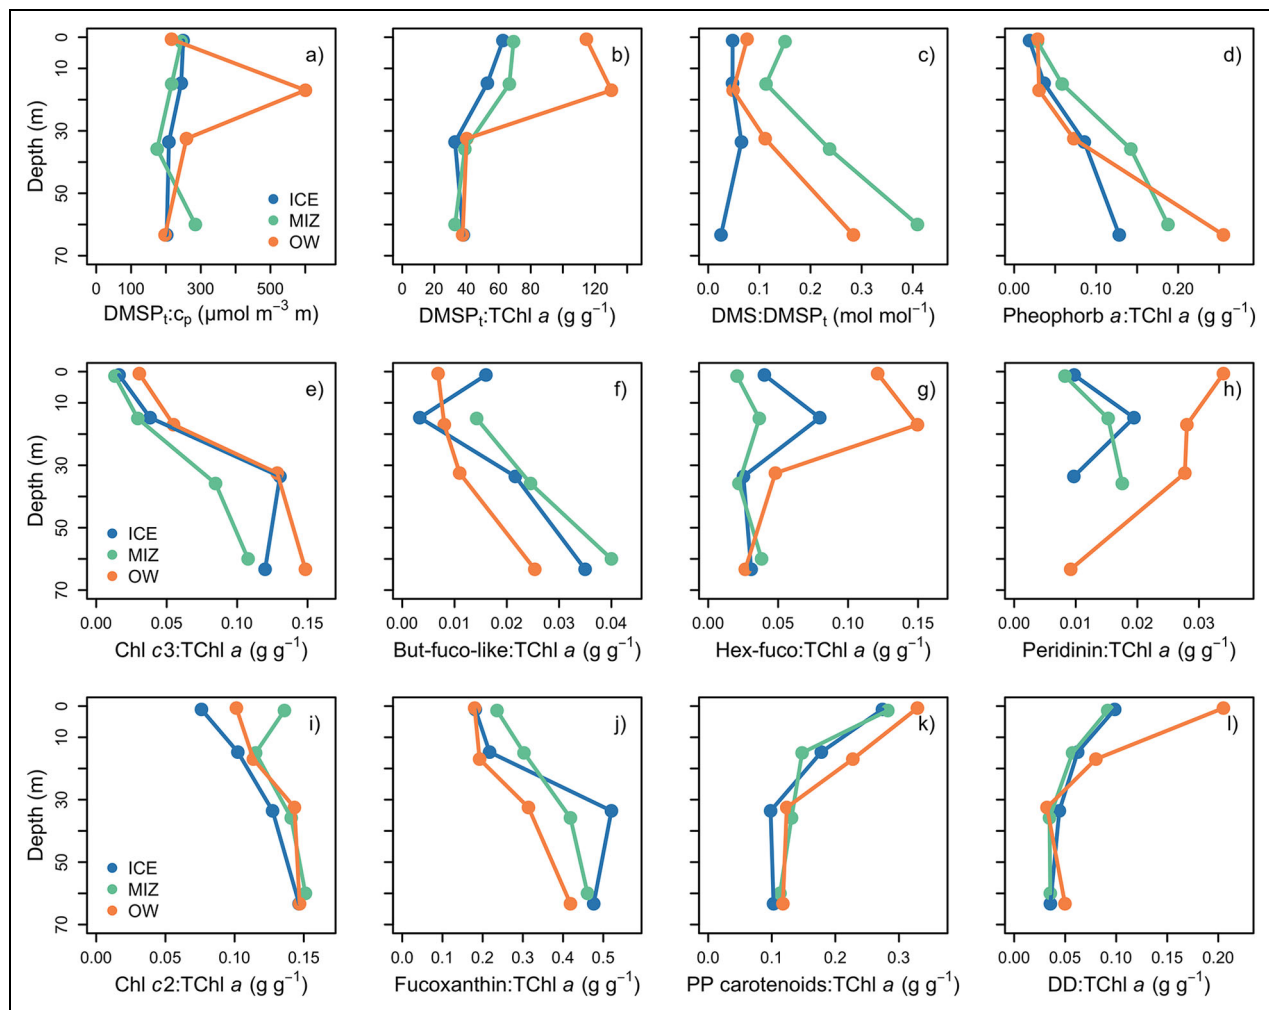 a)
b)
c)
d)
0
10
30
50
70
Depth (m)
ICE
MIZ
OW
0 100 200 300 500
0 20 40 60 80 120
0.0 0.1 0.2 0.3 0.4
0.00 0.10 0.20
DMSPt:cp (µmol m−3 m)
DMSPt:TChl a (g g−1)
DMS:DMSPt (mol mol−1)
Pheophorb a:TChl a (g g−1)
e)
f)
g)
h)
0
10
30
50
70
Depth (m)
ICE
MIZ
OW
0.00 0.05 0.10 0.15
0.00 0.01 0.02 0.03 0.04
0.00 0.05 0.10 0.15
0.00 0.01 0.02 0.03
Chl c3:TChl a (g g−1)
But-fuco-like:TChl a (g g−1)
Hex-fuco:TChl a (g g−1)
Peridinin:TChl a (g g−1)
i)
j)
k)
l)
0
10
30
50
70
Depth (m)
ICE
MIZ
OW
0.00 0.05 0.10 0.15
0.0 0.1 0.2 0.3 0.4 0.5
0.0 0.1 0.2 0.3
0.00 0.05 0.10 0.15 0.20
Chl c2:TChl a (g g−1)
Fucoxanthin:TChl a (g g−1)
PP carotenoids:TChl a (g g−1)
DD:TChl a (g g−1)